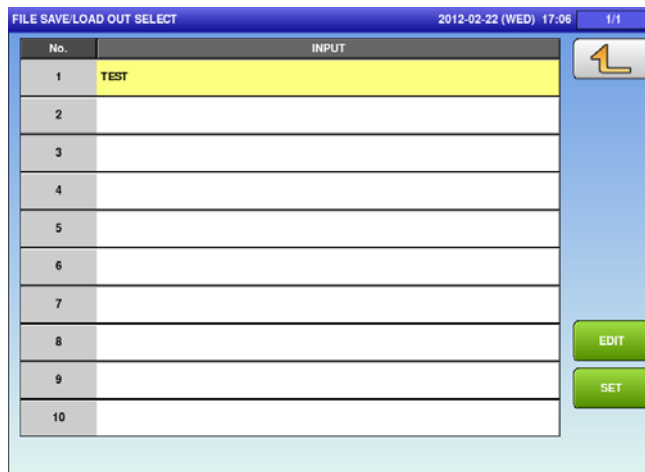 FILE SAVE/LOAD OUT SELECT 2012-02-22 (WED) 17:06 1/1
No. INPUT
1 TEST
2
3
4
5
6
7
8
EDIT
9
SET
10